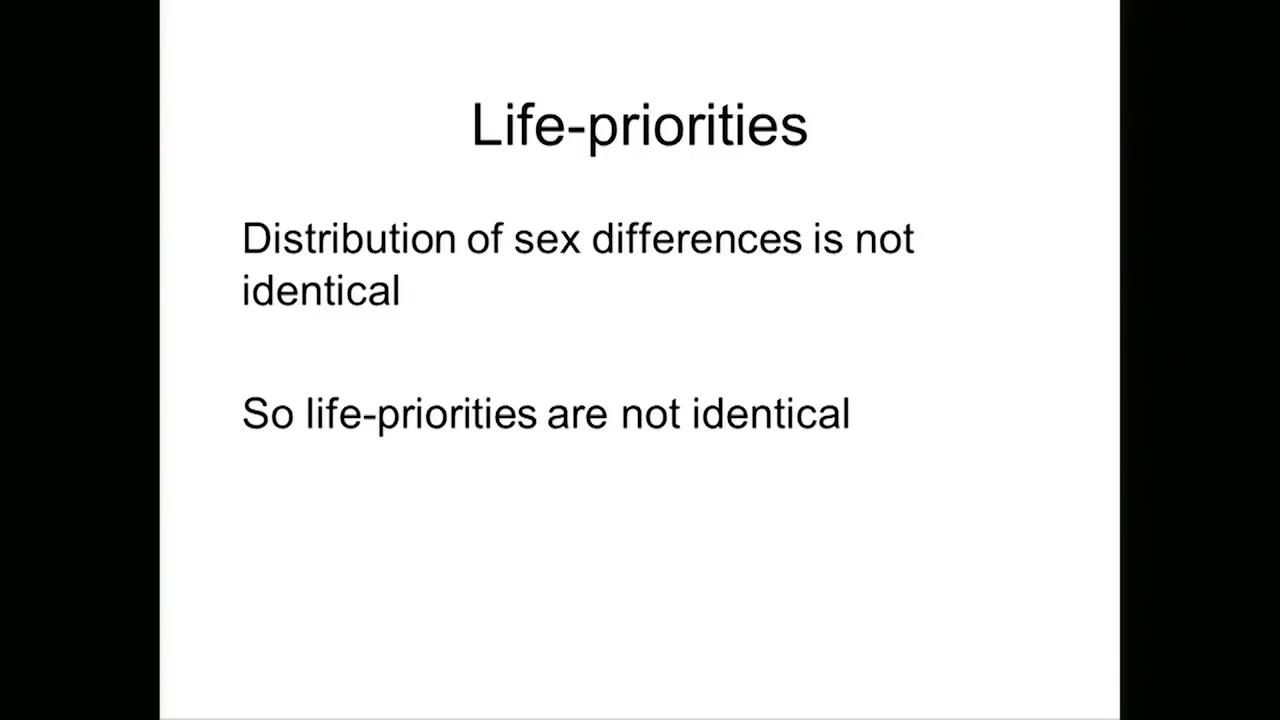 Life-priorities
Distribution of sex differences is not
identical
So life-priorities are not identical